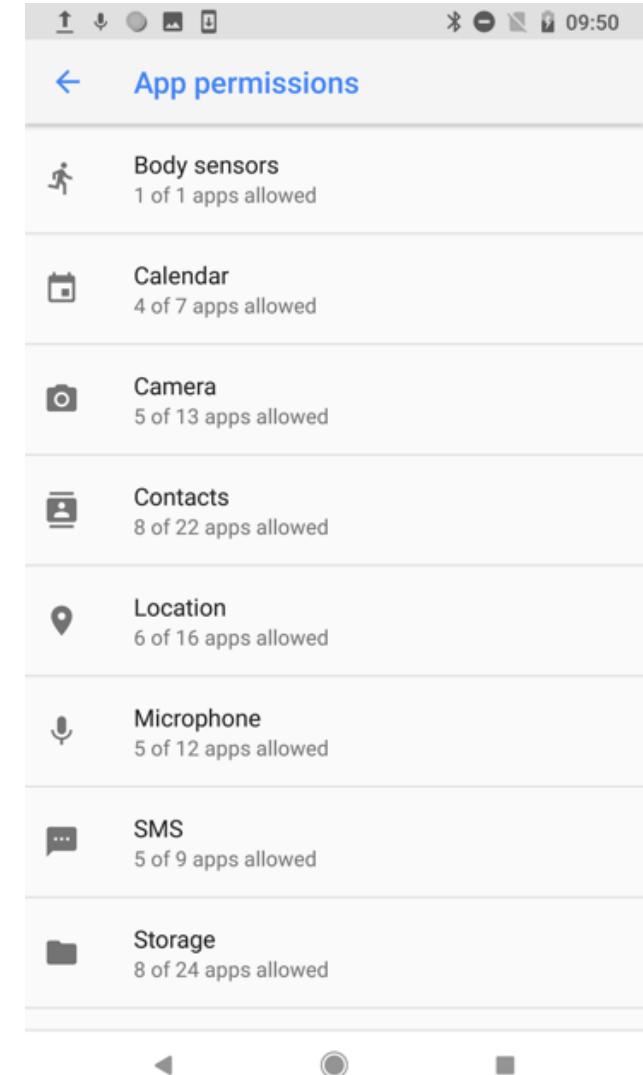 09:50
App permissions
Body sensors
1 of 1 apps allowed
Calendar
4 of 7 apps allowed
Camera
5 of 13 apps allowed
Contacts
8 of 22 apps allowed
Location
6 of 16 apps allowed
Microphone
5 of 12 apps allowed
SMS
5 of 9 apps allowed
Storage
8 of 24 apps allowed